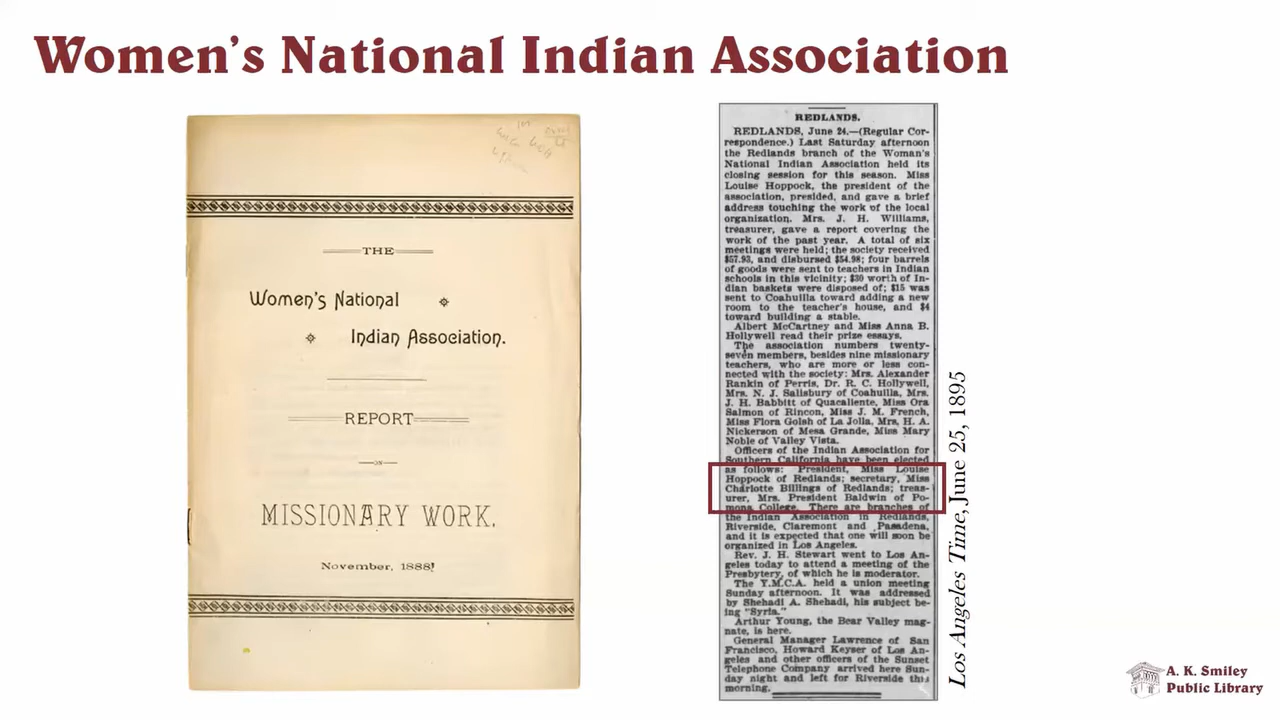 Women's National Indian Association
THE
Women's National
Indian Association.
REPORT
ON
MISSIONARY WORK.
November, 1888!
REDLANDS.
REDLANDS, June 24.—(Regular Cor-
respondence.) Last Saturday afternoon
the Redlands branch of the Woman's
National Indian Association held its
closing session for this season. Miss
Louise Hoppock, the president of the
association, presided, and gave a brief
address touching the work of the local
organization. Mrs. J. H. Williams,
treasurer, gave a report covering the
work of the past year. A total of six
meetings were held; the society received
$57.93, and disbursed $54.98; four barrels
of goods were sent to teachers in Indian
schools in this vicinity; $30 worth of In-
dian baskets were disposed of; $15 was
sent to Coahuilla toward adding a new
room to the teacher's house, and $4
toward building a stable.
Albert McCartney and Miss Anna B.
Hollywell read their prize essays.
The association numbers twenty-
seven members, besides nine missionary
teachers, who are more or less con-
nected with the society: Mrs. Alexander
Rankin of Perris, Dr. R. C. Hollywell,
Mrs. N. J. Salisbury of Coahuilla, Mrs.
J. H. Babbitt of Quacaliente, Miss Ora
Salmon of Rincon, Miss J. M. French,
Miss Flora Golsh of La Jolla, Mrs. H. A.
Nickerson of Mesa Grande, Miss Mary
Noble of Valley Vista.
Officers of the Indian Association for
Southern California have been elected
as follows: President, Miss Louise
Hoppock of Redlands; secretary, Miss
Charlotte Billings of Redlands; treas-
urer, Mrs. President Baldwin of Po-
mona College. There are branches of
the Indian Association in Redlands,
Riverside, Claremont and Pasadena,
and it is expected that one will soon be
organized in Los Angeles.
Rev. J. H. Stewart went to Los An-
geles today to attend a meeting of the
Presbytery, of which he is moderator.
The Y.M.C.A. held a union meeting
Sunday afternoon. It was addressed
by Shehadi A. Shehadi, his subject be-
ing "Syria."
Arthur Young, the Bear Valley mag-
nate, is here.
General Manager Lawrence of San
Francisco, Howard Keyser of Los An-
geles and other officers of the Sunset
Telephone Company arrived here Sun-
day night and left for Riverside this
morning.
Los Angeles Time, June 25, 1895
A. K. Smiley
Public Library